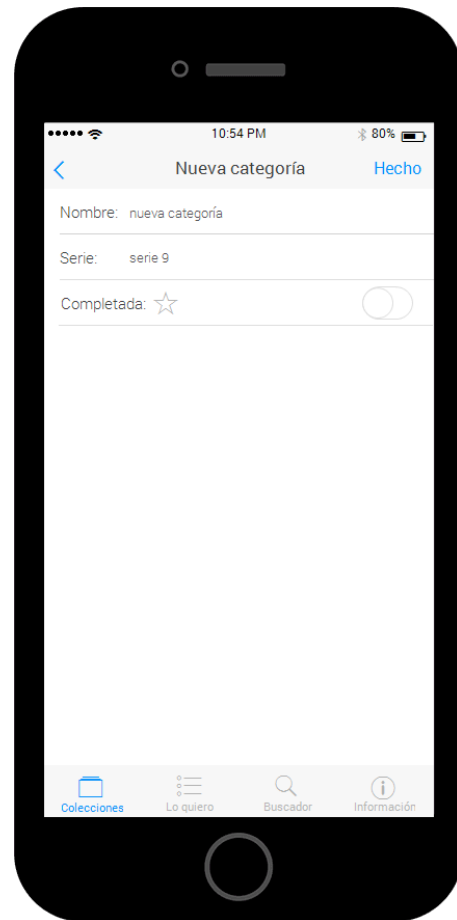 10:54 PM 80%
Nueva categoría Hecho
Nombre: nueva categoría
Serie: serie 9
Completada:
Colecciones Lo quiero Buscador Información